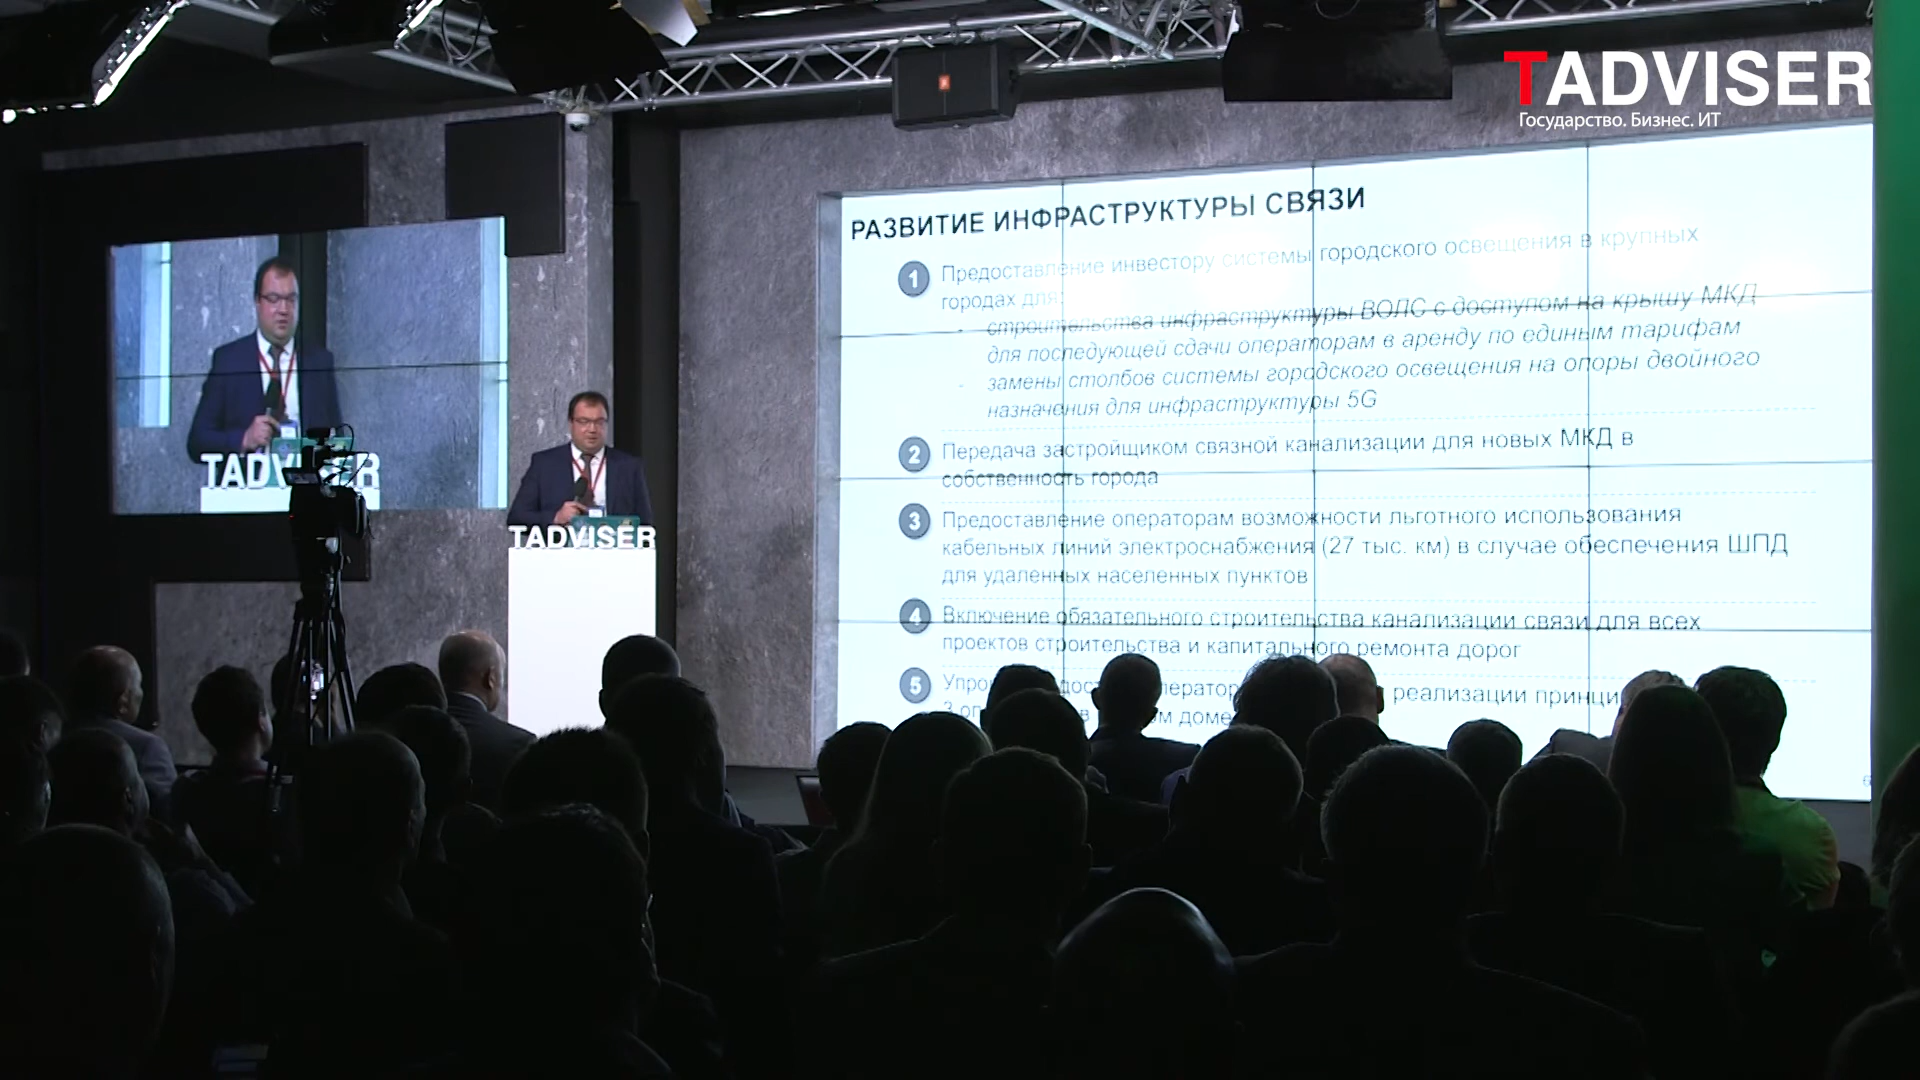 TADVISER
Государство. Бизнес. ИТ
РАЗВИТИЕ ИНФРАСТРУКТУРЫ СВЯЗИ
1 Предоставление инвестору системы городского освещения в крупных
городах для:
- строительства инфраструктуры ВОЛС с доступом на крышу МКД
для последующей сдачи операторам в аренду по единым тарифам
- замены столбов системы городского освещения на опоры двойного
назначения для инфраструктуры 5G
2 Передача застройщиком связной канализации для новых МКД в
собственность города
3 Предоставление операторам возможности льготного использования
кабельных линий электроснабжения (27 тыс. км) в случае обеспечения ШПД
для удаленных населенных пунктов
4 Включение обязательного строительства канализации связи для всех
проектов строительства и капитального ремонта дорог
5 реализации
3 в доме
TADVISER
TADVISER